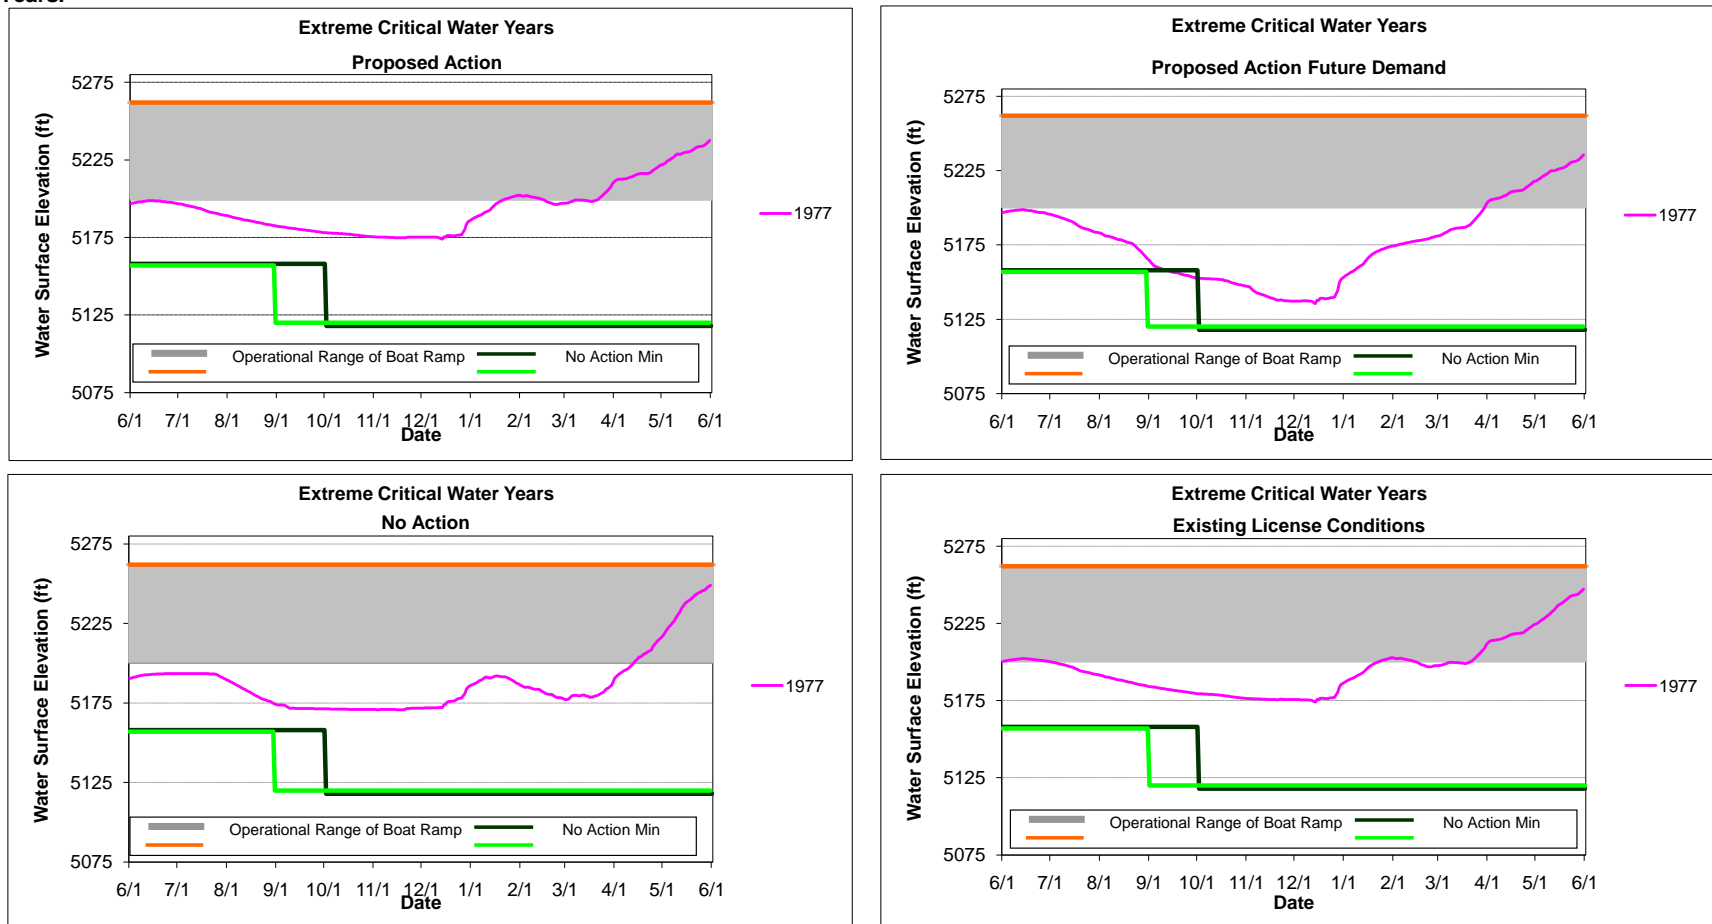 Years.
Extreme Critical Water Years
Proposed Action
Water Surface Elevation (ft)
5275
5225
5175
5125
5075
1977
Operational Range of Boat Ramp
No Action Min
6/1 7/1 8/1 9/1 10/1 11/1 12/1 1/1 2/1 3/1 4/1 5/1 6/1
Date
Extreme Critical Water Years
Proposed Action Future Demand
Water Surface Elevation (ft)
5275
5225
5175
5125
5075
1977
Operational Range of Boat Ramp
No Action Min
6/1 7/1 8/1 9/1 10/1 11/1 12/1 1/1 2/1 3/1 4/1 5/1 6/1
Date
Extreme Critical Water Years
No Action
Water Surface Elevation (ft)
5275
5225
5175
5125
5075
1977
Operational Range of Boat Ramp
No Action Min
6/1 7/1 8/1 9/1 10/1 11/1 12/1 1/1 2/1 3/1 4/1 5/1 6/1
Date
Extreme Critical Water Years
Existing License Conditions
Water Surface Elevation (ft)
5275
5225
5175
5125
5075
1977
Operational Range of Boat Ramp
No Action Min
6/1 7/1 8/1 9/1 10/1 11/1 12/1 1/1 2/1 3/1 4/1 5/1 6/1
Date